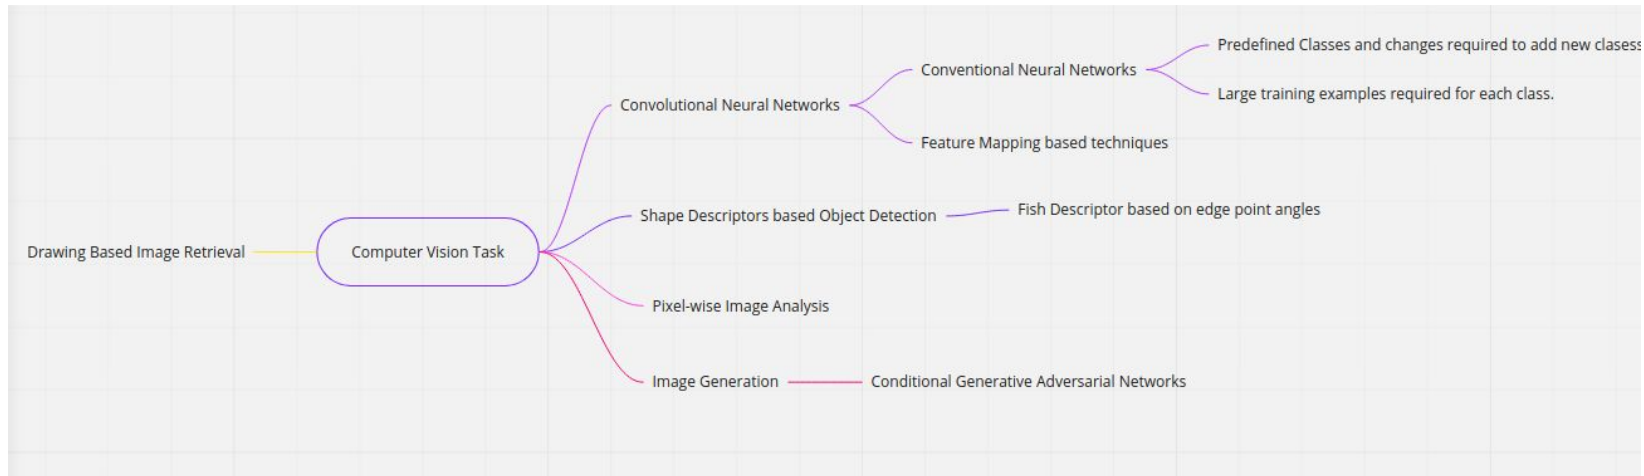 Drawing Based Image Retrieval
Computer Vision Task
Convolutional Neural Networks
Conventional Neural Networks
Predefined Classes and changes required to add new clasess
Large training examples required for each class.
Feature Mapping based techniques
Shape Descriptors based Object Detection
Fish Descriptor based on edge point angles
Pixel-wise Image Analysis
Image Generation
Conditional Generative Adversarial Networks